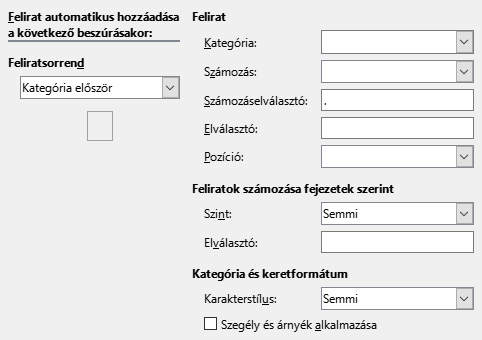 Felirat automatikus hozzáadása
a következő beszúrásakor:
Feliratsorrend
Kategória először
Felirat
Kategória:
Számozás:
Számozáselválasztó: .
Elválasztó:
Pozíció:
Feliratok számozása fejezetek szerint
Szint: Semmi
Elválasztó:
Kategória és keretformátum
Karakterstílus: Semmi
Szegély és árnyék alkalmazása